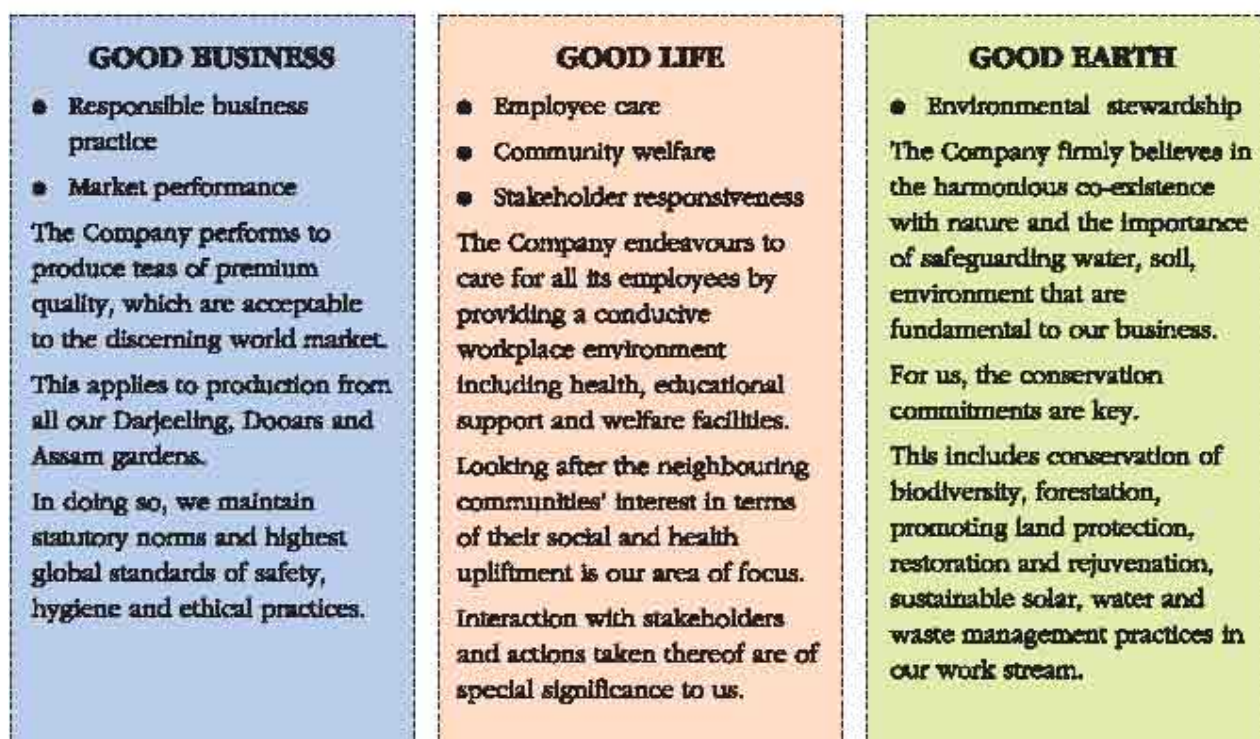 GOOD BUSINESS
● Responsible business
practice
● Market performance
The Company performs to
produce teas of premium
quality, which are acceptable
to the discerning world market.
This applies to production from
all our Darjeeling, Dooars and
Assam gardens.
In doing so, we maintain
statutory norms and highest
global standards of safety,
hygiene and ethical practices.
GOOD LIFE
● Employee care
● Community welfare
● Stakeholder responsiveness
The Company endeavours to
care for all its employees by
providing a conducive
workplace environment
including health, educational
support and welfare facilities.
Looking after the neighbouring
communities' interest in terms
of their social and health
upliftment is our area of focus.
Interaction with stakeholders
and actions taken thereof are of
special significance to us.
GOOD EARTH
● Environmental stewardship
The Company firmly believes in
the harmonious co-existence
with nature and the importance
of safeguarding water, soil,
environment that are
fundamental to our business.
For us, the conservation
commitments are key.
This includes conservation of
biodiversity, forestation,
promoting land protection,
restoration and rejuvenation,
sustainable solar, water and
waste management practices in
our work stream.